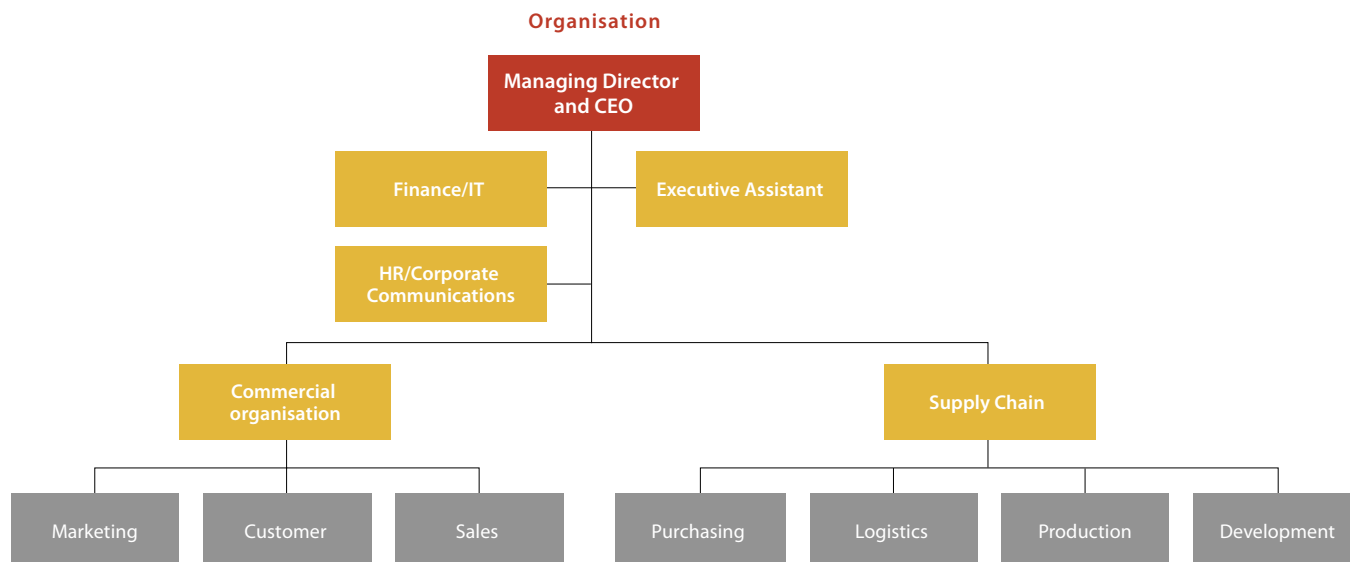 Organisation
Managing Director
and CEO
Finance/IT
Executive Assistant
HR/Corporate
Communications
Commercial
organisation
Supply Chain
Marketing
Customer
Sales
Purchasing
Logistics
Production
Development